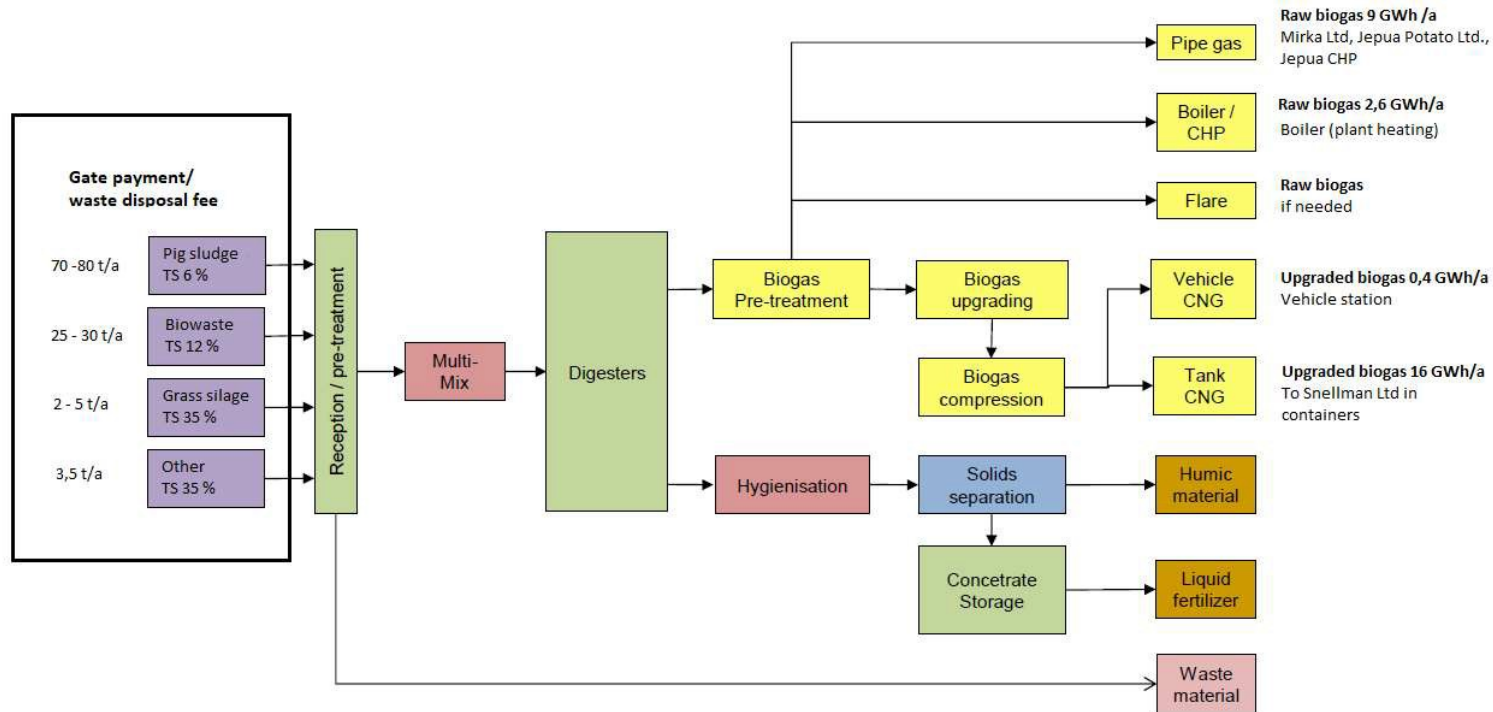 Gate payment/
waste disposal fee
70 -80 t/a
Pig sludge
TS 6 %
25 - 30 t/a
Biowaste
TS 12 %
2 - 5 t/a
Grass silage
TS 35 %
3,5 t/a
Other
TS 35 %
Reception / pre-treatment
Multi-
Mix
Digesters
Biogas
Pre-treatment
Biogas
upgrading
Biogas
compression
Hygienisation
Solids
separation
Concetrate
Storage
Pipe gas
Raw biogas 9 GWh /a
Mirka Ltd, Jepua Potato Ltd.,
Jepua CHP
Boiler /
CHP
Raw biogas 2,6 GWh/a
Boiler (plant heating)
Flare
Raw biogas
if needed
Vehicle
CNG
Upgraded biogas 0,4 GWh/a
Vehicle station
Tank
CNG
Upgraded biogas 16 GWh/a
To Snellman Ltd in
containers
Humic
material
Liquid
fertilizer
Waste
material